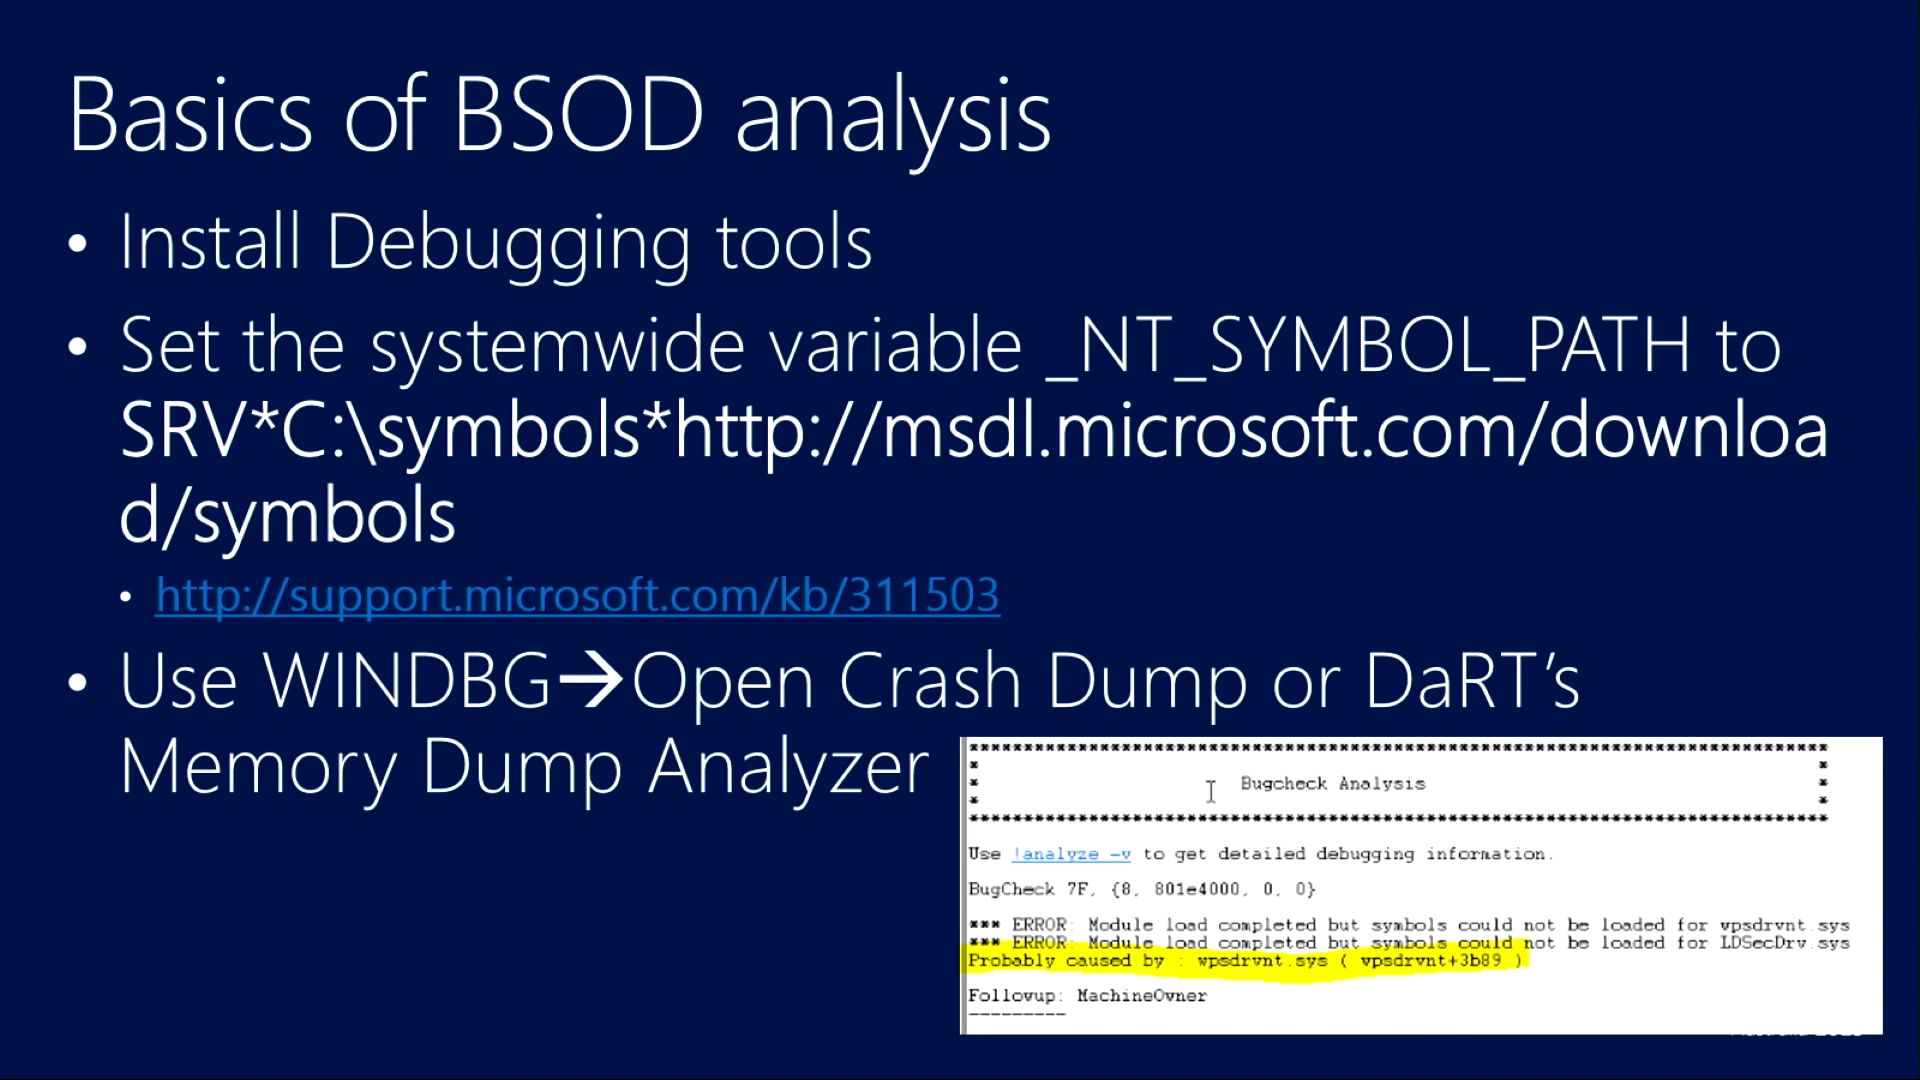 Basics of BSOD analysis
• Install Debugging tools
• Set the systemwide variable _NT_SYMBOL_PATH to
SRV*C:\symbols*http://msdl.microsoft.com/downloa
d/symbols
• http://support.microsoft.com/kb/311503
• Use WINDBG→Open Crash Dump or DaRT’s
Memory Dump Analyzer
*******************************************************************************
* *
* Bugcheck Analysis *
* *
*******************************************************************************
Use !analyze -v to get detailed debugging information.
BugCheck 7F, {8, 801e4000, 0, 0}
*** ERROR: Module load completed but symbols could not be loaded for wpsdrvnt.sys
*** ERROR: Module load completed but symbols could not be loaded for LDSecDrv.sys
Probably caused by : wpsdrvnt.sys ( wpsdrvnt+3b89 )
Followup: MachineOwner
---------